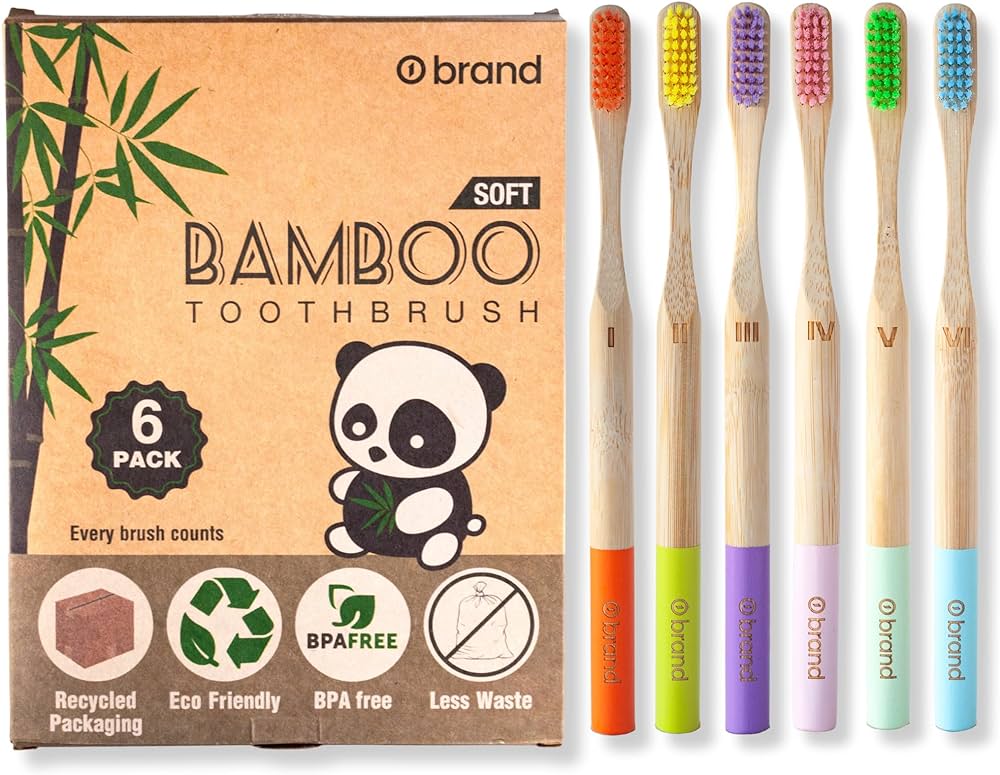 brand
SOFT
BAMBOO
TOOTHBRUSH
6
PACK
Every brush counts
BPAFREE
Recycled
Packaging
Eco Friendly
BPA free
Less Waste
I
II
III
IV
V
VI
brand
brand
brand
brand
brand
brand